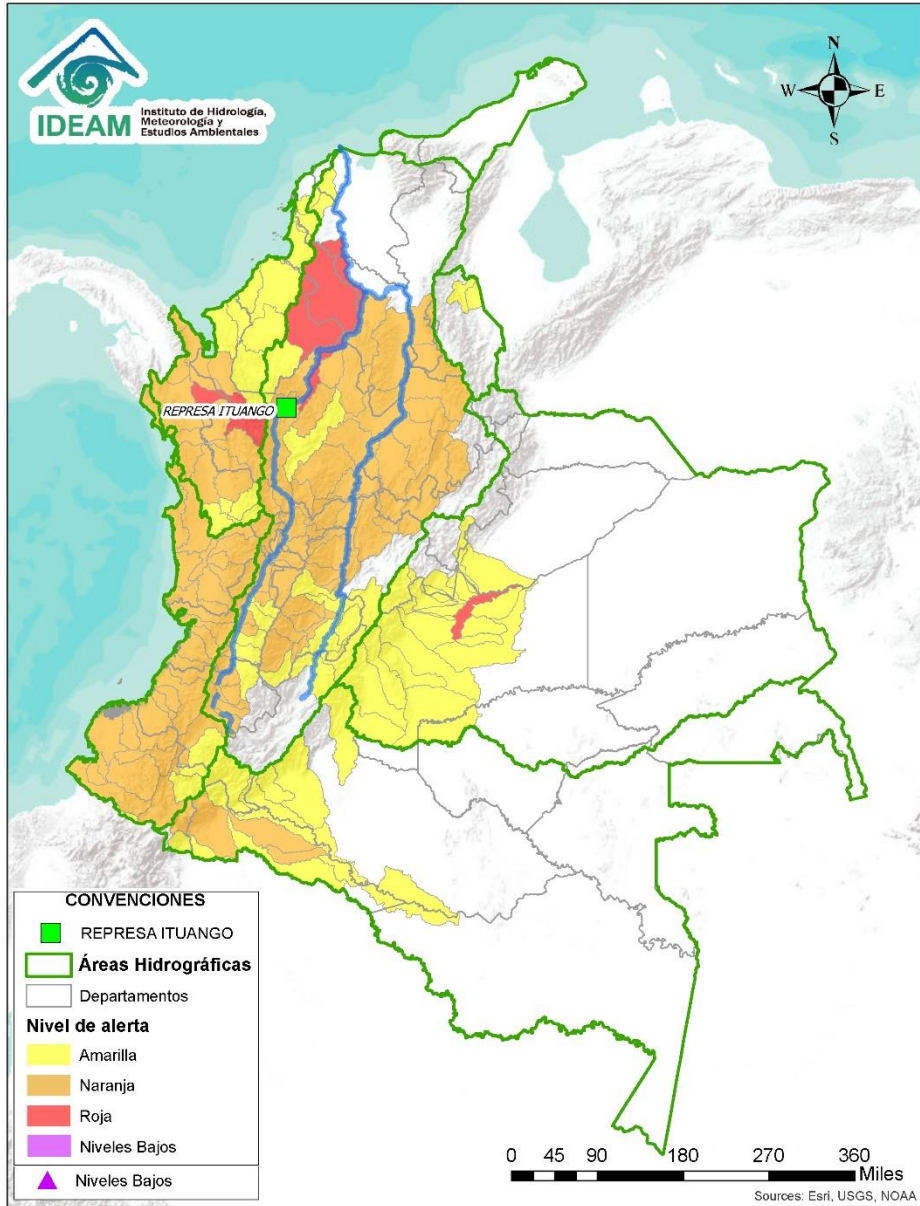 IDEAM
Instituto de Hidrología,
Meteorología y
Estudios Ambientales
N
W
E
S
REPRESA ITUANGO
CONVENCIONES
REPRESA ITUANGO
Áreas Hidrográficas
Departamentos
Nivel de alerta
Amarilla
Naranja
Roja
Niveles Bajos
Niveles Bajos
0 45 90 180 270 360
Miles
Sources: Esri, USGS, NOAA